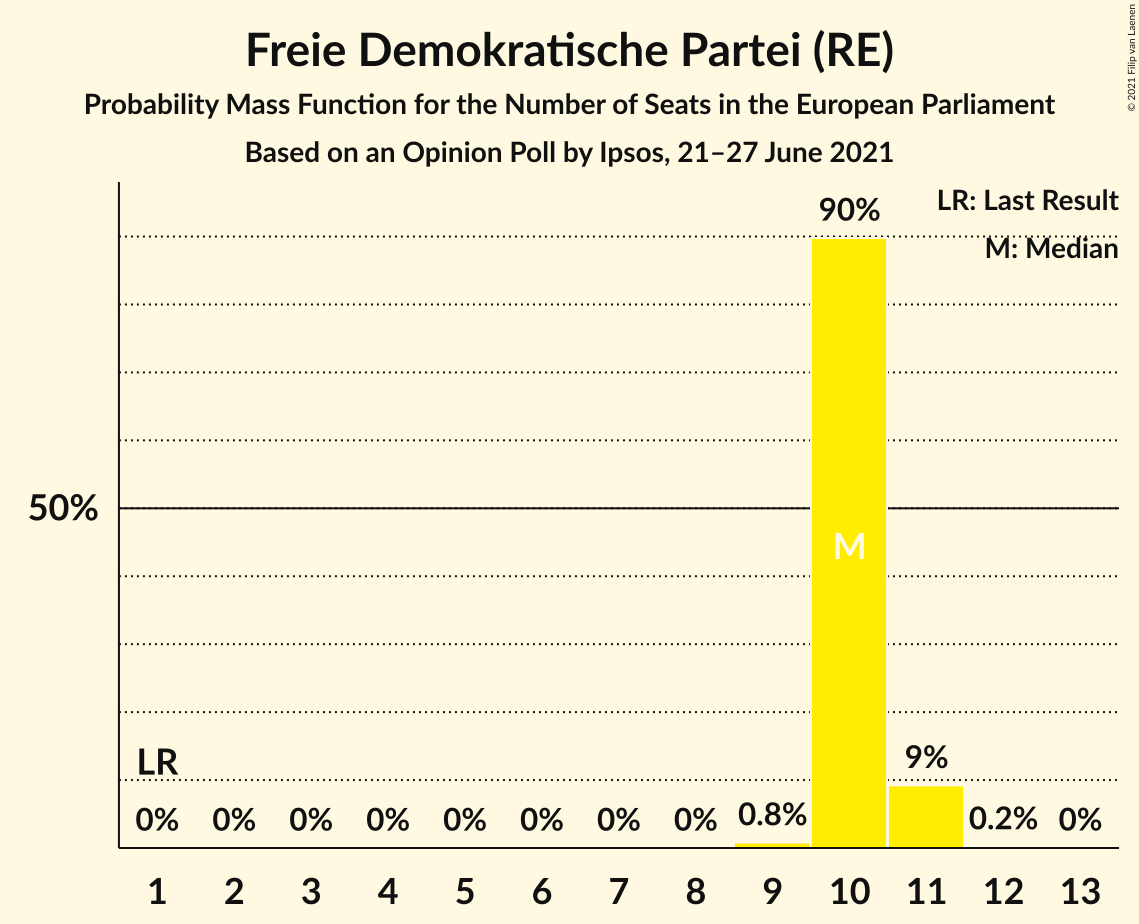 Freie Demokratische Partei (RE)
Probability Mass Function for the Number of Seats in the European Parliament
Based on an Opinion Poll by Ipsos, 21–27 June 2021
© 2021 Filip van Laenen
LR: Last Result
M: Median
90%
50%
M
LR
9%
0% 0% 0% 0% 0% 0% 0% 0% 0.8% 0.2% 0%
1 2 3 4 5 6 7 8 9 10 11 12 13